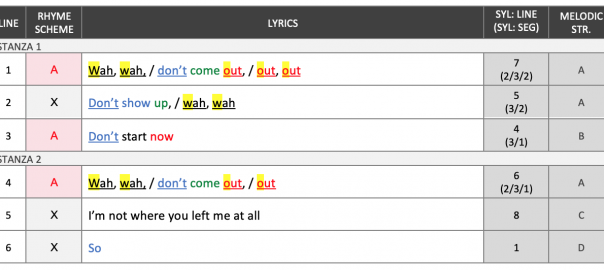 LINE RHYME SCHEME LYRICS SYL: LINE (SYL: SEG) MELODIC STR.
STANZA 1
1 A Wah, wah, / don't come out, / out, out 7 (2/3/2) A
2 X Don't show up, / wah, wah 5 (3/2) A
3 A Don't start now 4 (3/1) B
STANZA 2
4 A Wah, wah, / don't come out, / out 6 (2/3/1) A
5 X I'm not where you left me at all 8 C
6 X So 1 D